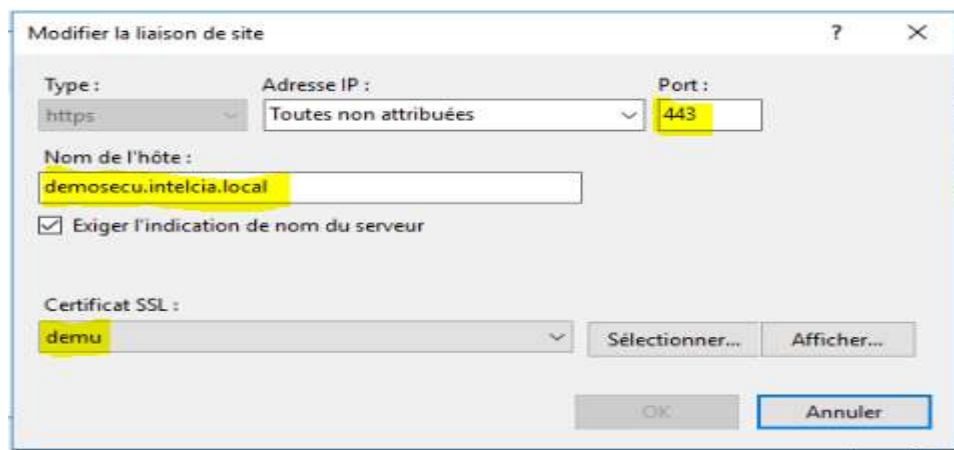 Modifier la liaison de site ?
Type : Adresse IP : Port :
https Toutes non attribuées 443
Nom de l'hôte :
demosecu.intelcia.local
Exiger l'indication de nom du serveur
Certificat SSL :
demu Sélectionner... Afficher...
OK Annuler